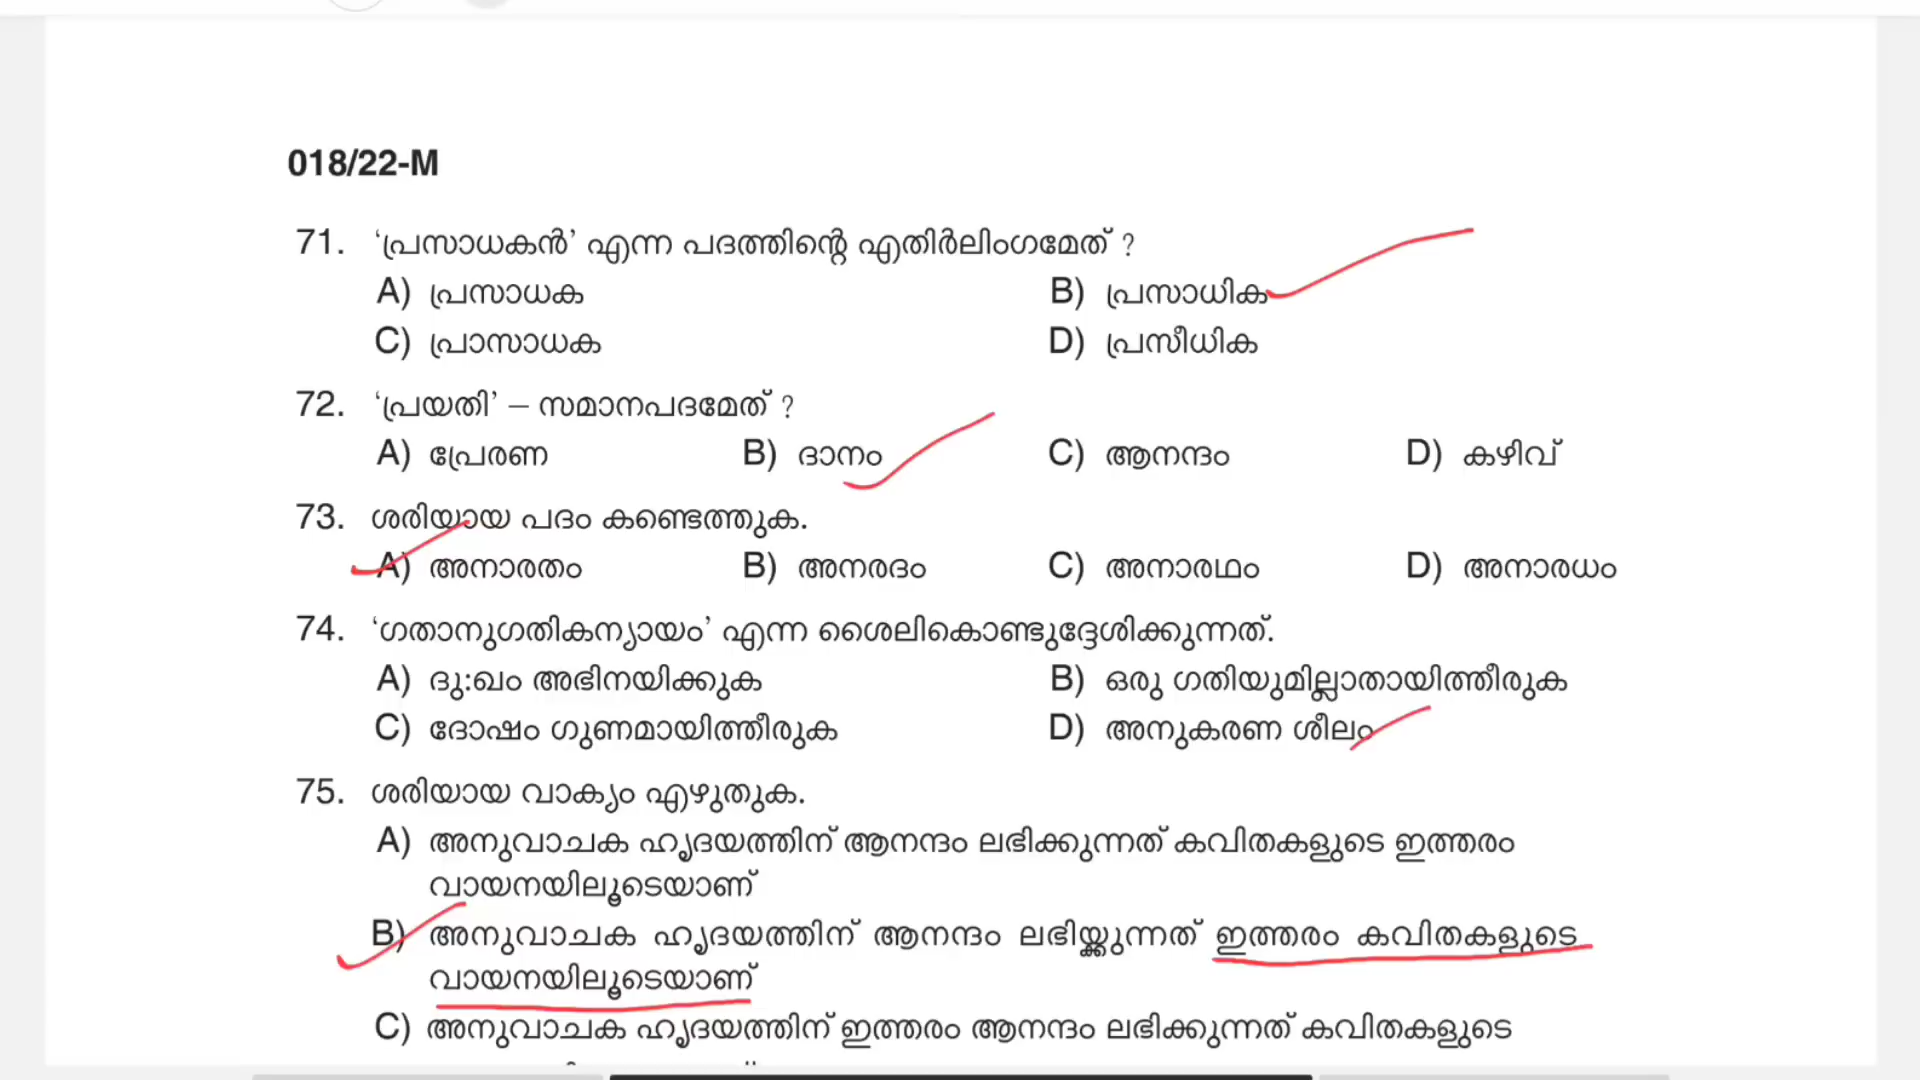 018/22-M
71. ‘പ്രസാധകൻ’ എന്ന പദത്തിന്റെ എതിർലിംഗമേത് ?
A) പ്രസാധക B) പ്രസാധിക
C) പ്രാസാധക D) പ്രസീധിക
72. ‘പ്രയതി’ – സമാനപദമേത് ?
A) പ്രേരണ B) ദാനം C) ആനന്ദം D) കഴിവ്
73. ശരിയായ പദം കണ്ടെത്തുക.
A) അനാരതം B) അനരദം C) അനാരഥം D) അനാരധം
74. ‘ഗതാനുഗതികന്യായം’ എന്ന ശൈലികൊണ്ടുദ്ദേശിക്കുന്നത്.
A) ദു:ഖം അഭിനയിക്കുക B) ഒരു ഗതിയുമില്ലാതായിത്തീരുക
C) ദോഷം ഗുണമായിത്തീരുക D) അനുകരണ ശീലം
75. ശരിയായ വാക്യം എഴുതുക.
A) അനുവാചക ഹൃദയത്തിന് ആനന്ദം ലഭിക്കുന്നത് കവിതകളുടെ ഇത്തരം
വായനയിലൂടെയാണ്
B) അനുവാചക ഹൃദയത്തിന് ആനന്ദം ലഭിയ്ക്കുന്നത് ഇത്തരം കവിതകളുടെ
വായനയിലൂടെയാണ്
C) അനുവാചക ഹൃദയത്തിന് ഇത്തരം ആനന്ദം ലഭിക്കുന്നത് കവിതകളുടെ